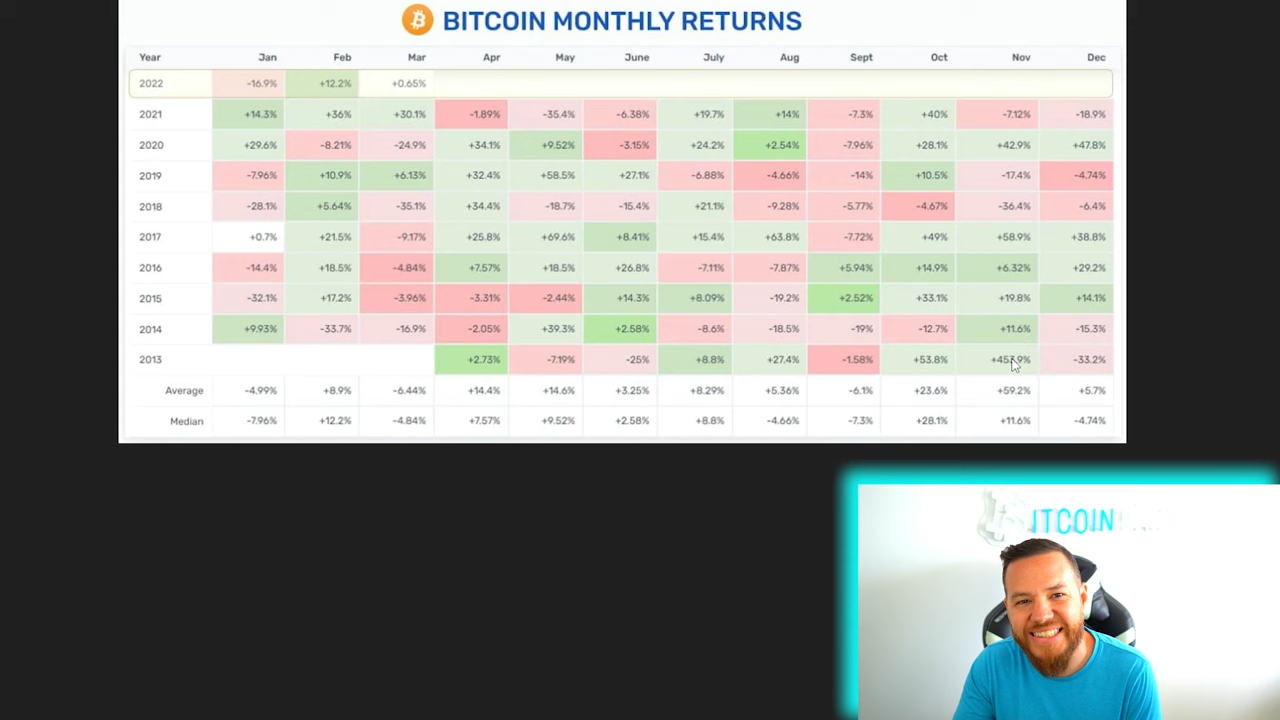 BITCOIN MONTHLY RETURNS
Year Jan Feb Mar Apr May June July Aug Sept Oct Nov Dec
2022 -16.9% +12.2% +0.65%
2021 +14.3% +36% +30.1% -1.89% -35.4% -6.38% +19.7% +14% -7.3% +40% -7.12% -18.9%
2020 +29.6% -8.21% -24.9% +34.1% +9.52% -3.15% +24.2% +2.54% -7.96% +28.1% +42.9% +47.8%
2019 -7.96% +10.9% +6.13% +32.4% +58.5% +27.1% -6.88% -4.66% -14% +10.5% -17.4% -4.74%
2018 -28.1% +5.64% -35.1% +34.4% -18.7% -15.4% +21.1% -9.28% -5.77% -4.67% -36.4% -6.4%
2017 +0.7% +21.5% -9.17% +25.8% +69.6% +8.41% +15.4% +63.8% -7.72% +49% +58.9% +38.8%
2016 -14.4% +18.5% -4.84% +7.57% +18.5% +26.8% -7.11% -7.87% +5.94% +14.9% +6.32% +29.2%
2015 -32.1% +17.2% -3.96% -3.31% -2.44% +14.3% +8.09% -19.2% +2.52% +33.1% +19.8% +14.1%
2014 +9.93% -33.7% -16.9% -2.05% +39.3% +2.58% -8.6% -18.5% -19% -12.7% +11.6% -15.3%
2013 +2.73% -7.19% -25% +8.8% +27.4% -1.58% +53.8% -33.2%
Average -4.99% +8.9% -6.44% +14.4% +14.6% +3.25% +8.29% +5.36% -6.1% +23.6% +59.2% +5.7%
Median -7.96% +12.2% -4.84% +7.57% +9.52% +2.58% +8.8% -4.66% -7.3% +28.1% +11.6% -4.74%
ITCOIN